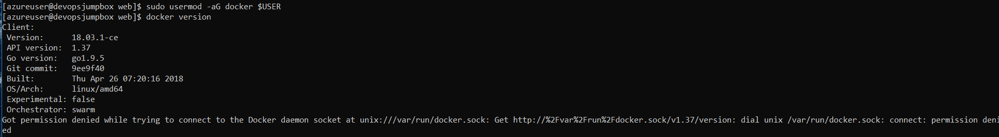 [azureuser@devopsjumpbox web]$ sudo usermod -aG docker $USER
[azureuser@devopsjumpbox web]$ docker version
Client:
 Version:      18.03.1-ce
 API version:  1.37
 Go version:   go1.9.5
 Git commit:   9ee9f40
 Built:        Thu Apr 26 07:20:16 2018
 OS/Arch:      linux/amd64
 Experimental: false
 Orchestrator: swarm
Got permission denied while trying to connect to the Docker daemon socket at unix:///var/run/docker.sock: Get http://%2Fvar%2Frun%2Fdocker.sock/v1.37/version: dial unix /var/run/docker.sock: connect: permission deni
ed